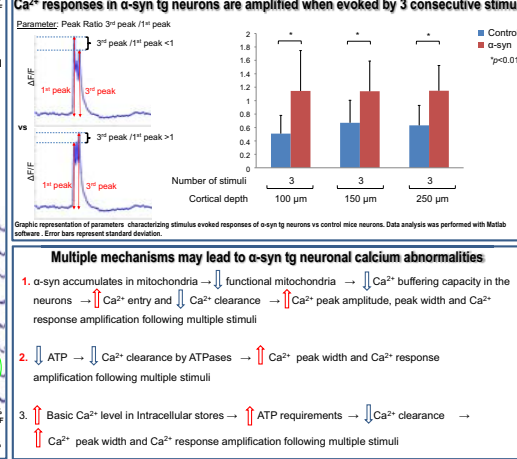 Ca²⁺ responses in α-syn tg neurons are amplified when evoked by 3 consecutive
Parameter: Peak Ratio 3rd peak /1st peak
3rd peak /1st peak <1
ΔF/F
1st peak 3rd peak
vs
3rd peak /1st peak >1
ΔF/F
1st peak 3rd peak
2
1.8
1.6
1.4
1.2
1
0.8
0.6
0.4
0.2
0
* * *
α-syn
*p<0.01
Number of stimuli 3 3 3
Cortical depth 100 µm 150 µm 250 µm
Graphic representation of parameters characterizing stimulus evoked responses of α-syn tg neurons vs control mice neurons. Data analysis was performed with Matlab
software . Error bars represent standard deviation.
Multiple mechanisms may lead to α-syn tg neuronal calcium abnormalities
1. α-syn accumulates in mitochondria →⇓ functional mitochondria → ⇓Ca²⁺ buffering capacity in the
neurons →⇑Ca²⁺ entry and ⇓ Ca²⁺ clearance →⇑Ca²⁺ peak amplitude, peak width and Ca²⁺
response amplification following multiple stimuli
2. ⇓ ATP → ⇓ Ca²⁺ clearance by ATPases → ⇑ Ca²⁺ peak width and Ca²⁺ response
amplification following multiple stimuli
3. ⇑ Basic Ca²⁺ level in Intracellular stores → ⇑ ATP requirements → ⇓Ca²⁺ clearance →
⇑ Ca²⁺ peak width and Ca²⁺ response amplification following multiple stimuli